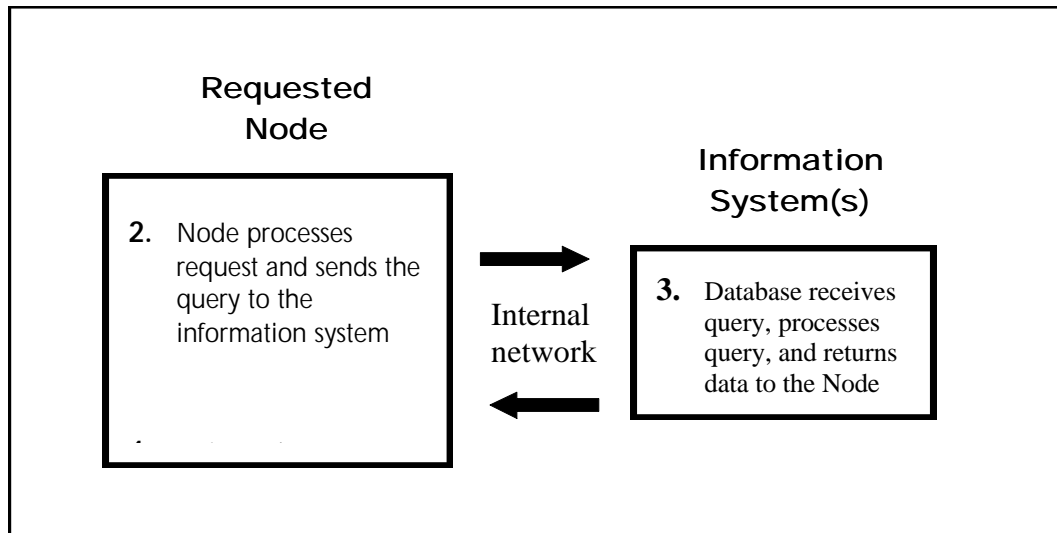 Requested
Node
2. Node processes
request and sends the
query to the
information system
Internal
network
Information
System(s)
3. Database receives
query, processes
query, and returns
data to the Node